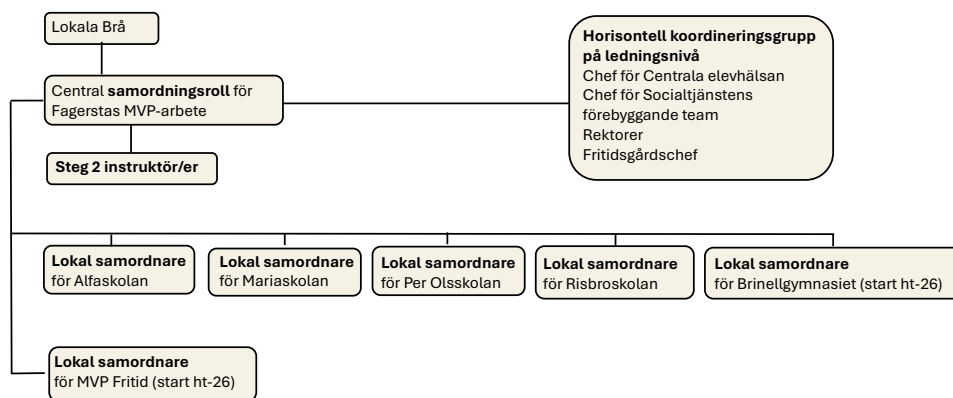 Lokala Brå
Horisontell koordineringsgrupp
på ledningsnivå
Chef för Centrala elevhälsan
Chef för Socialtjänstens
förebyggande team
Rektorer
Fritidsgårdschef
Central samordningsroll för
Fagerstas MVP-arbete
Steg 2 instruktör/er
Lokal samordnare
för Alfaskolan
Lokal samordnare
för Mariaskolan
Lokal samordnare
för Per Olsskolan
Lokal samordnare
för Risbroskolan
Lokal samordnare
för Brinellgymnasiet (start ht-26)
Lokal samordnare
för MVP Fritid (start ht-26)